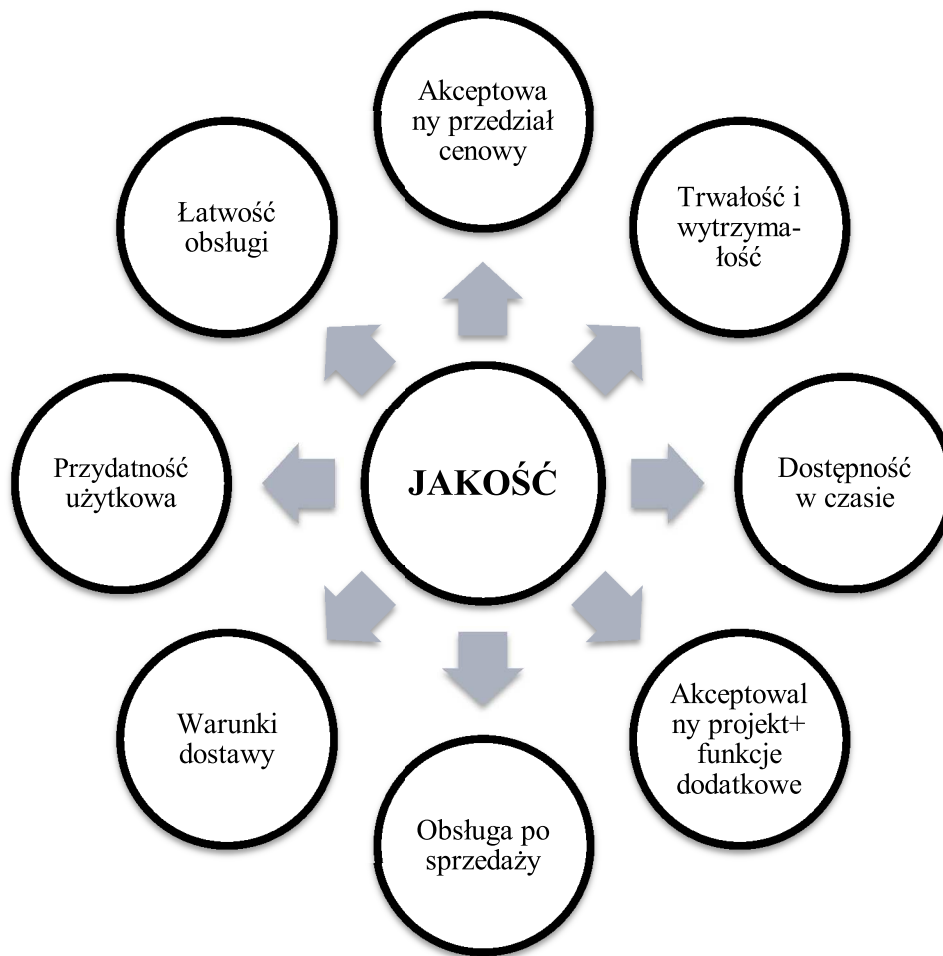 Akceptowa
ny przedział
cenowy
Trwałość i
wytrzyma-
łość
Dostępność
w czasie
Akceptowal
ny projekt+
funkcje
dodatkowe
Obsługa po
sprzedaży
Warunki
dostawy
Przydatność
użytkowa
Łatwość
obsługi
JAKOŚĆ